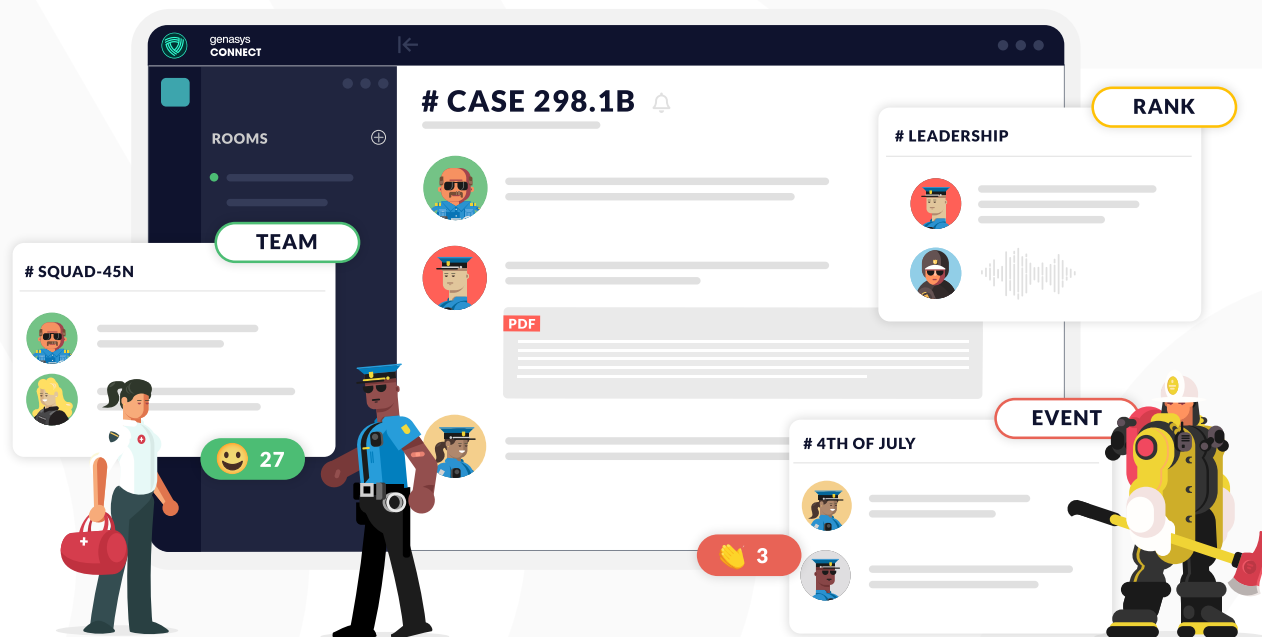 genasys
CONNECT
# CASE 298.1B
RANK
# LEADERSHIP
ROOMS
TEAM
# SQUAD-45N
PDF
EVENT
# 4TH OF JULY
27
3